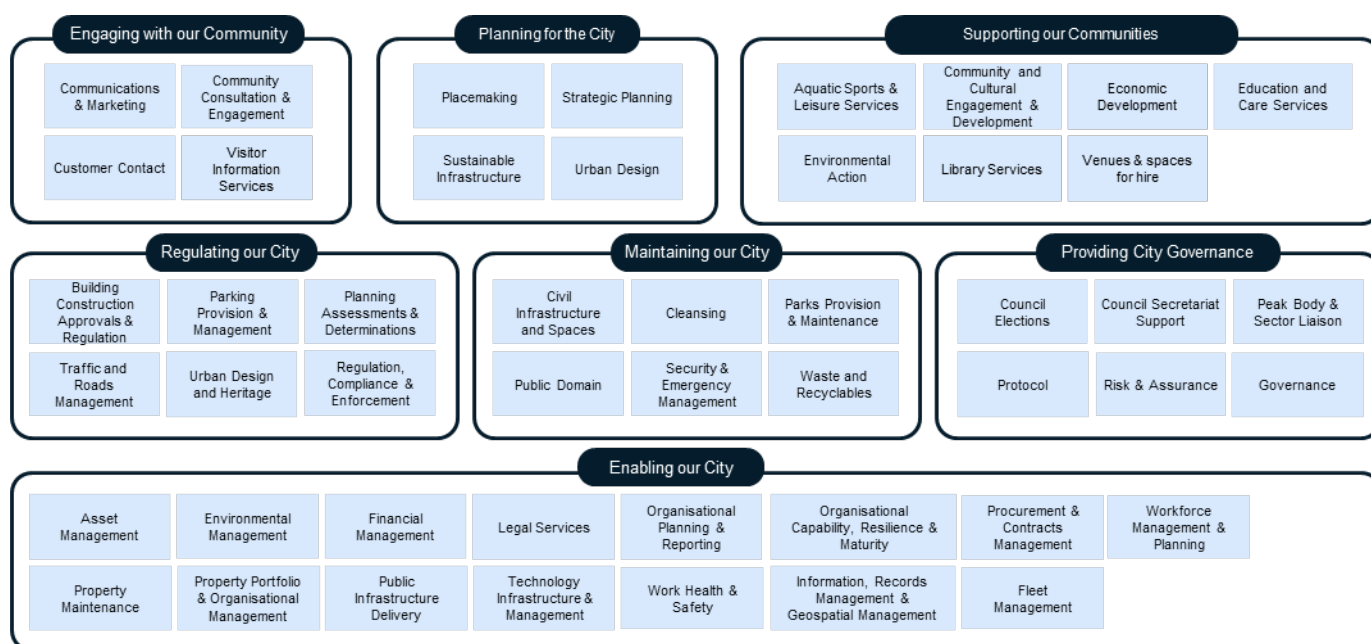 Engaging with our Community
Communications
& Marketing
Community
Consultation &
Engagement
Customer Contact
Visitor
Information
Services
Planning for the City
Placemaking
Strategic Planning
Sustainable
Infrastructure
Urban Design
Supporting our Communities
Aquatic Sports &
Leisure Services
Community and
Cultural
Engagement &
Development
Economic
Development
Education and
Care Services
Environmental
Action
Library Services
Venues & spaces
for hire
Regulating our City
Building
Construction
Approvals &
Regulation
Parking
Provision &
Management
Planning
Assessments &
Determinations
Traffic and
Roads
Management
Urban Design
and Heritage
Regulation,
Compliance &
Enforcement
Maintaining our City
Civil
Infrastructure
and Spaces
Cleansing
Parks Provision
& Maintenance
Public Domain
Security &
Emergency
Management
Waste and
Recyclables
Providing City Governance
Council
Elections
Council Secretariat
Support
Peak Body &
Sector Liaison
Protocol
Risk & Assurance
Governance
Enabling our City
Asset
Management
Environmental
Management
Financial
Management
Legal Services
Organisational
Planning &
Reporting
Organisational
Capability, Resilience &
Maturity
Procurement &
Contracts
Management
Workforce
Management &
Planning
Property
Maintenance
Property Portfolio
& Organisational
Management
Public
Infrastructure
Delivery
Technology
Infrastructure &
Management
Work Health &
Safety
Information, Records
Management &
Geospatial Management
Fleet
Management